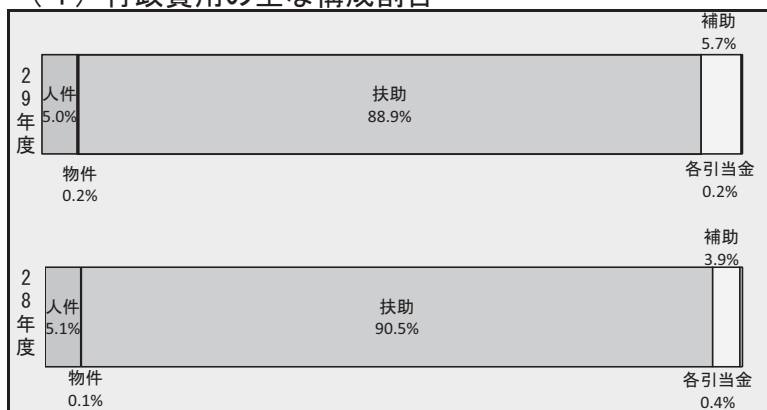 （１）行政費用の主な構成割合
補助
5.7%
29年度
人件
5.0%
扶助
88.9%
物件
0.2%
各引当金
0.2%
補助
3.9%
28年度
人件
5.1%
扶助
90.5%
物件
0.1%
各引当金
0.4%